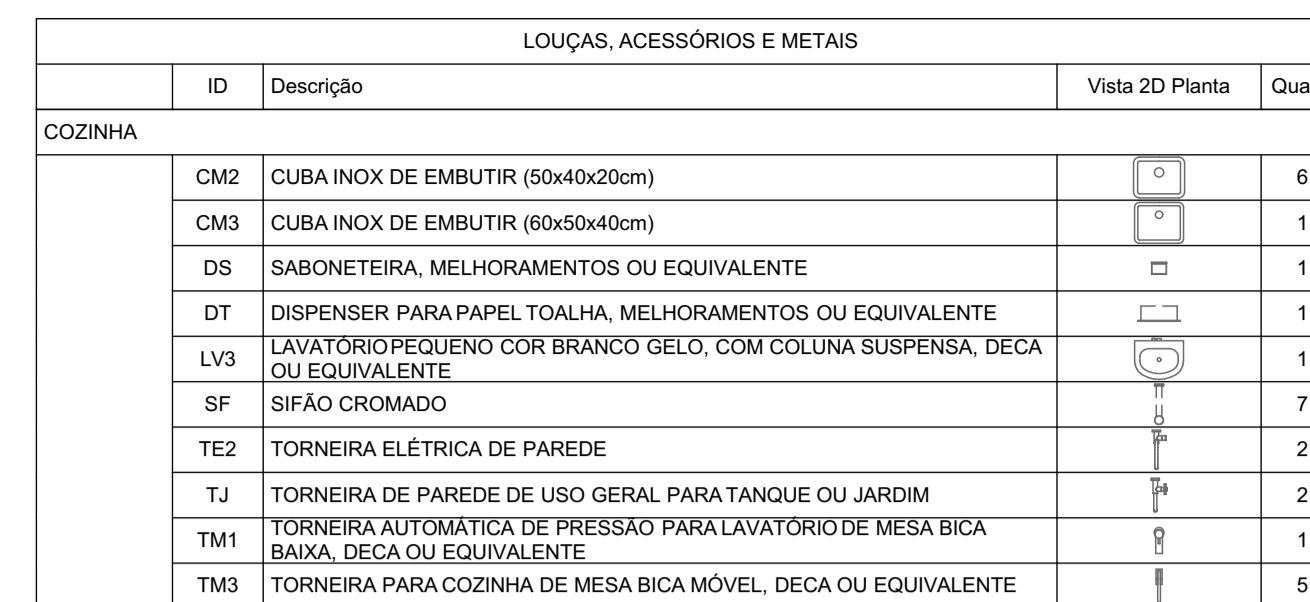 LOUÇAS, ACESSÓRIOS E METAIS
ID Descrição Vista 2D Planta Qua
COZINHA
CM2 CUBA INOX DE EMBUTIR (50x40x20cm) 6
CM3 CUBA INOX DE EMBUTIR (60x50x40cm) 1
DS SABONETEIRA, MELHORAMENTOS OU EQUIVALENTE 1
DT DISPENSER PARA PAPEL TOALHA, MELHORAMENTOS OU EQUIVALENTE 1
LV3 LAVATÓRIO PEQUENO COR BRANCO GELO, COM COLUNA SUSPENSA, DECA 1
OU EQUIVALENTE
SF SIFÃO CROMADO 7
TE2 TORNEIRA ELÉTRICA DE PAREDE 2
TJ TORNEIRA DE PAREDE DE USO GERAL PARA TANQUE OU JARDIM 2
TM1 TORNEIRA AUTOMÁTICA DE PRESSÃO PARA LAVATÓRIO DE MESA BICA 1
BAIXA, DECA OU EQUIVALENTE
TM3 TORNEIRA PARA COZINHA DE MESA BICA MÓVEL, DECA OU EQUIVALENTE 5